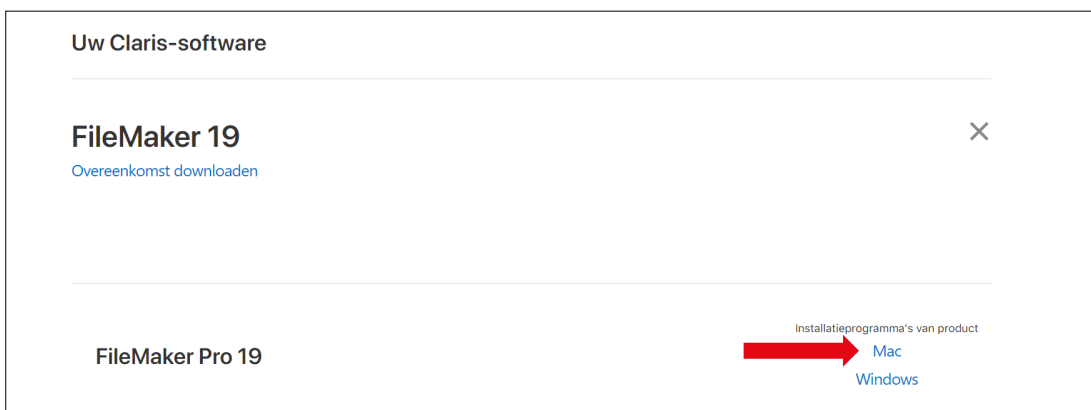 Uw Claris-software
FileMaker 19
Overeenkomst downloaden
Installatieprogramma's van product
FileMaker Pro 19
Mac
Windows